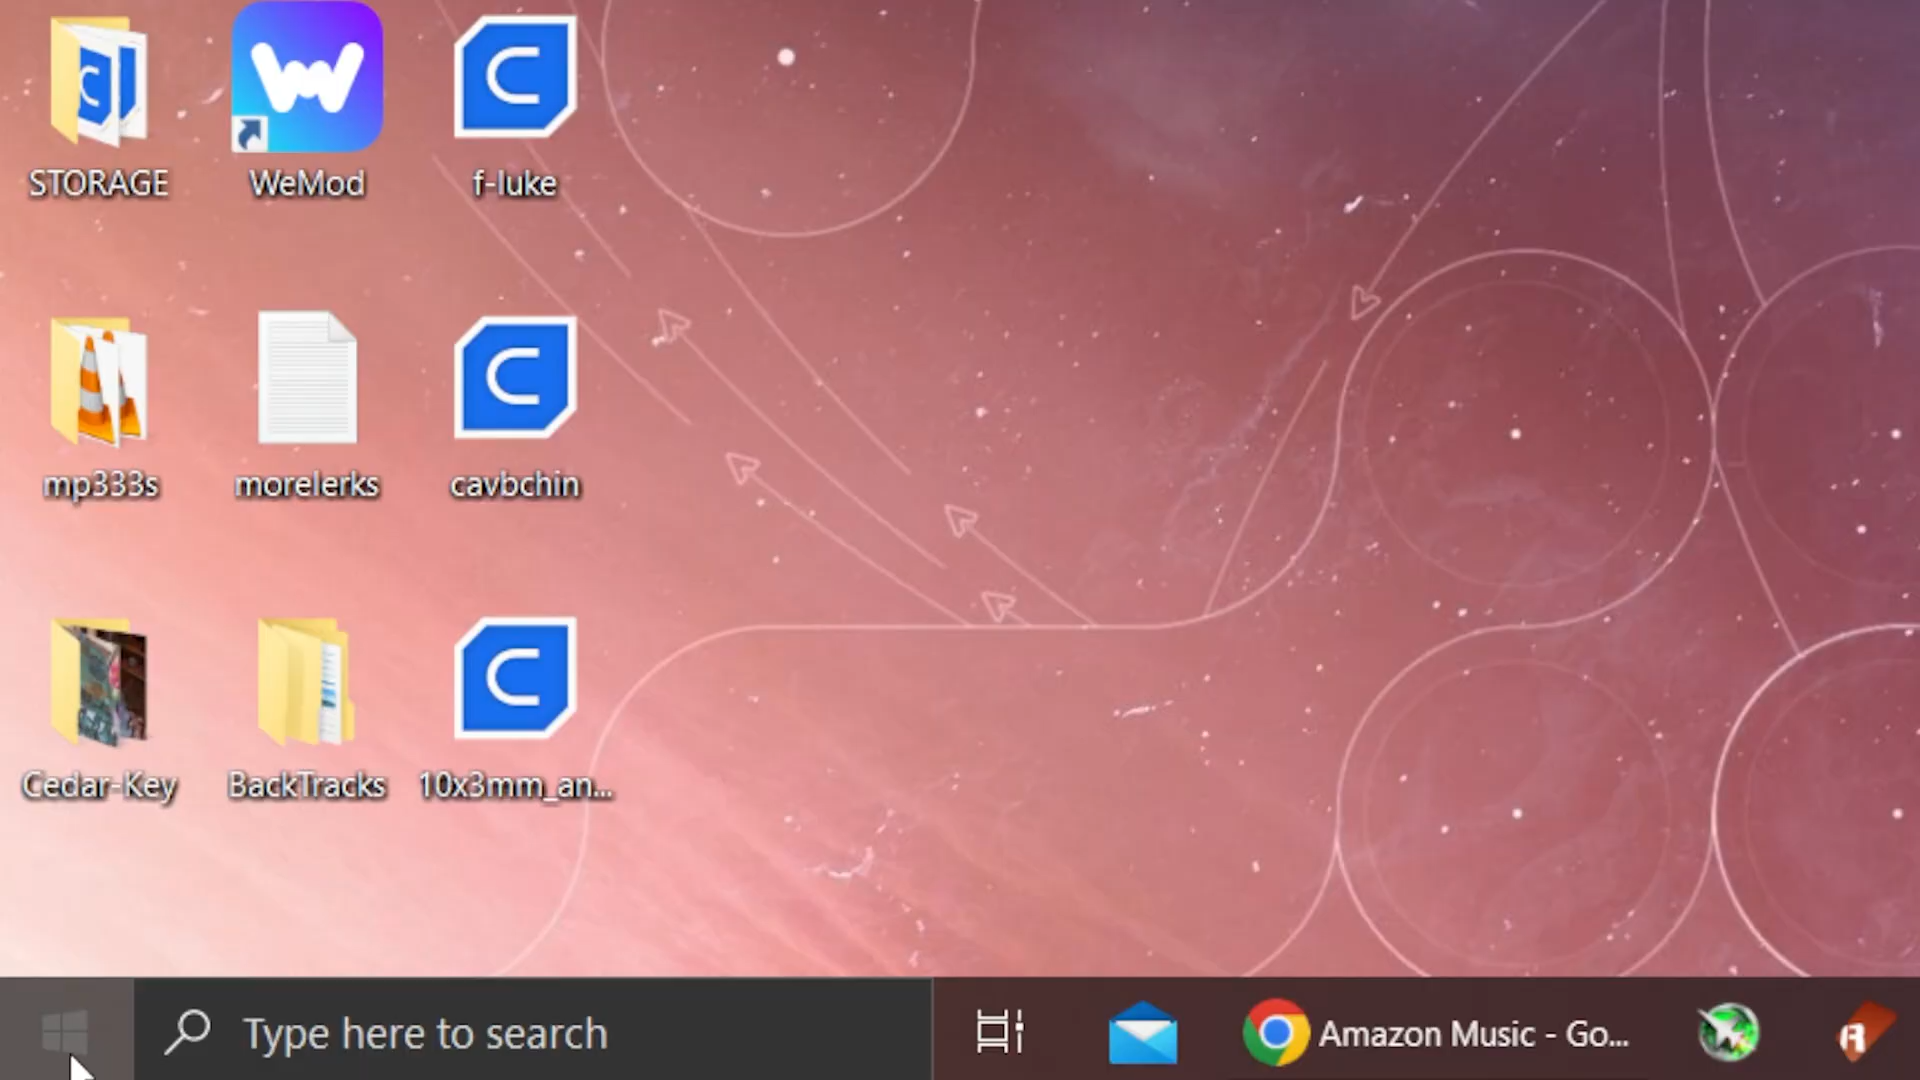 STORAGE
WeMod
f-luke
mp333s
morelerks
cavbchin
Cedar-Key
BackTracks
10x3mm_an...
Type here to search
Amazon Music - Go...